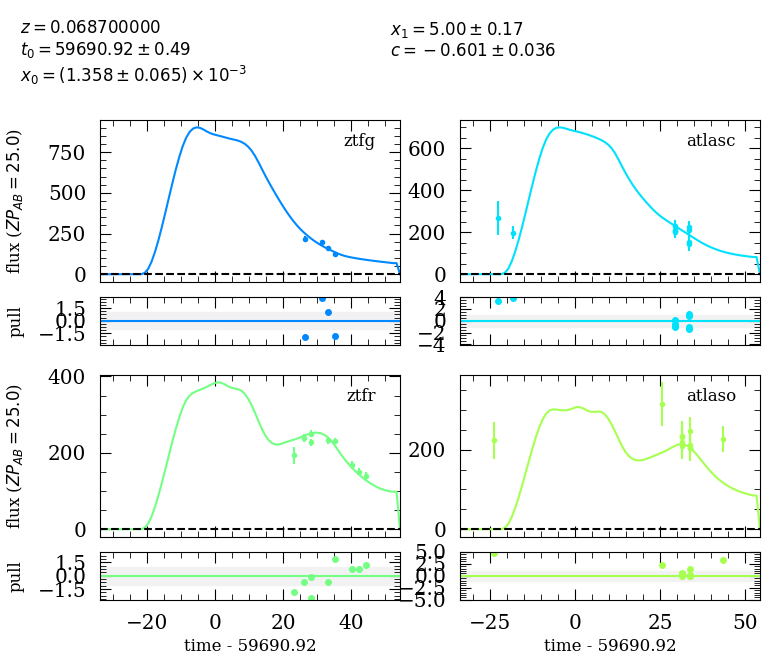 z = 0.068700000
t₀ = 59690.92 ± 0.49
x₀ = (1.358 ± 0.065) × 10⁻³
x₁ = 5.00 ± 0.17
c = −0.601 ± 0.036
flux (ZP_AB = 25.0)
750
500
250
0
ztfg
600
400
200
0
atlasc
pull
1.5
0.0
−1.5
4
2
0
−2
−4
flux (ZP_AB = 25.0)
400
200
0
ztfr
200
0
atlaso
pull
1.5
0.0
−1.5
5.0
2.5
0.0
−2.5
−5.0
−20 0 20 40
−25 0 25 50
time - 59690.92
time - 59690.92